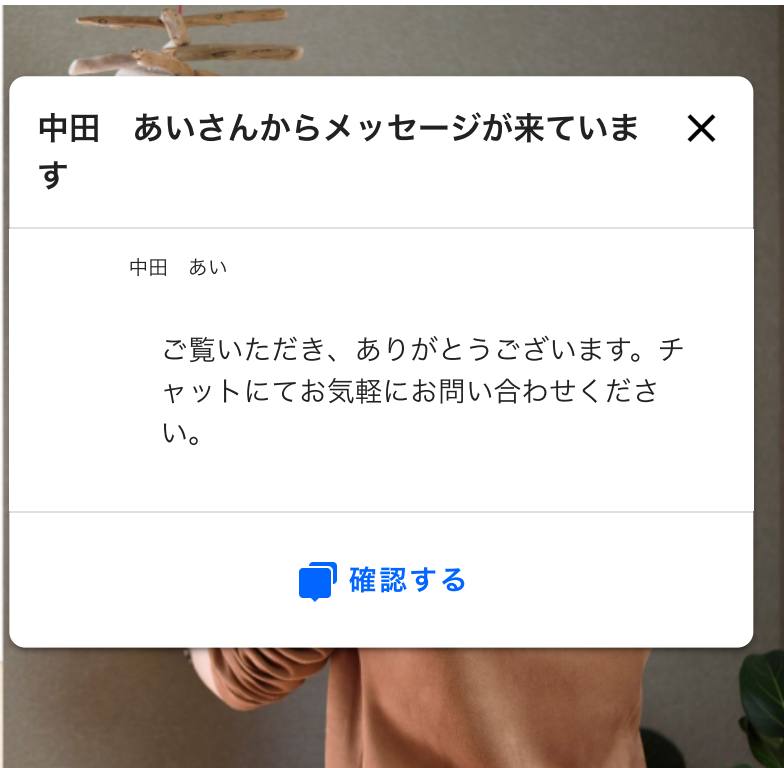 中田　あいさんからメッセージが来ていま
す
中田　あい
ご覧いただき、ありがとうございます。チ
ャットにてお気軽にお問い合わせくださ
い。
確認する